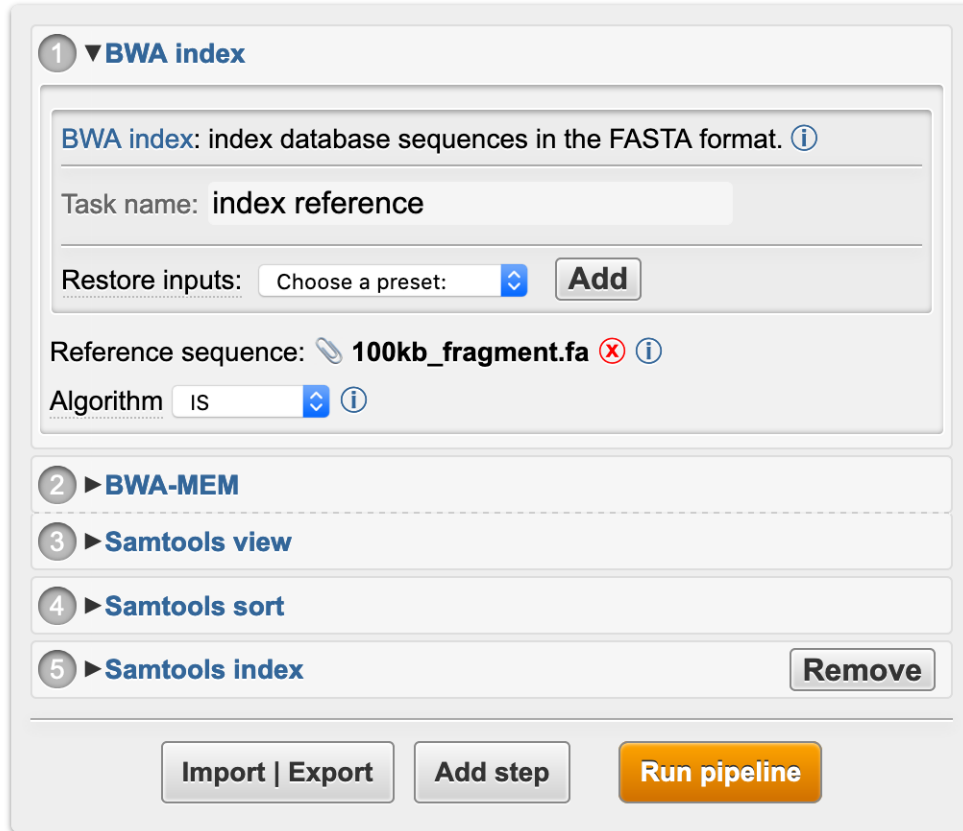 1 ▼BWA index
BWA index: index database sequences in the FASTA format. i
Task name: index reference
Restore inputs: Choose a preset: Add
Reference sequence: 100kb_fragment.fa x i
Algorithm IS i
2 ▶BWA-MEM
3 ▶Samtools view
4 ▶Samtools sort
5 ▶Samtools index Remove
Import | Export Add step Run pipeline